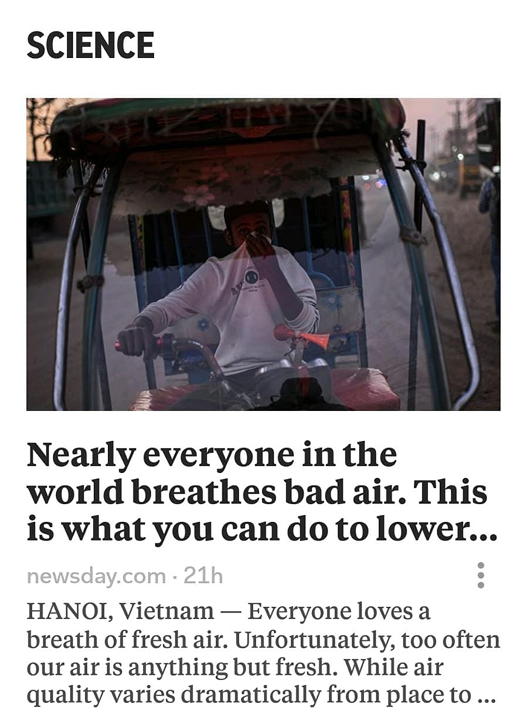 SCIENCE
Nearly everyone in the
world breathes bad air. This
is what you can do to lower...
newsday.com · 21h
HANOI, Vietnam — Everyone loves a
breath of fresh air. Unfortunately, too often
our air is anything but fresh. While air
quality varies dramatically from place to ...